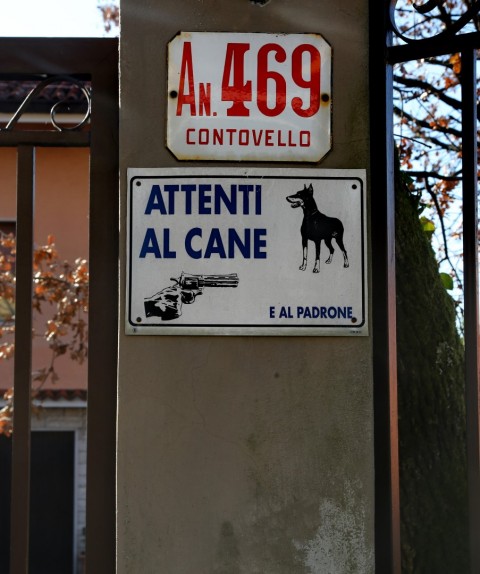 AN. 469
CONTOVELLO
ATTENTI
AL CANE
E AL PADRONE